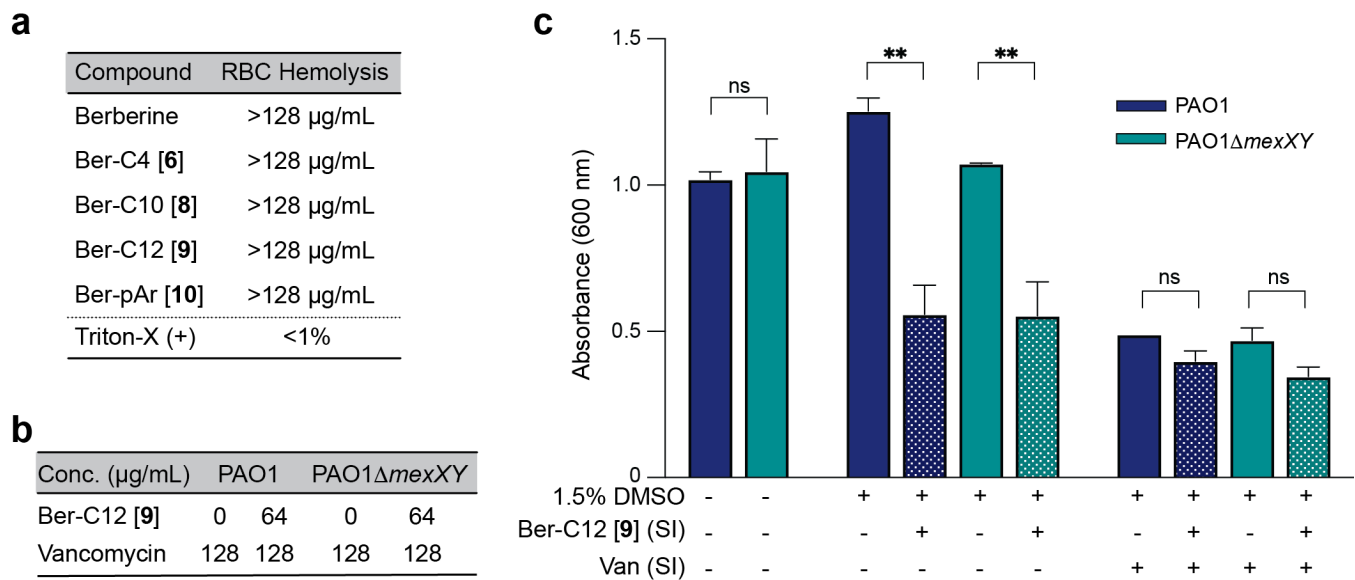 a
Compound RBC Hemolysis
Berberine >128 µg/mL
Ber-C4 [6] >128 µg/mL
Ber-C10 [8] >128 µg/mL
Ber-C12 [9] >128 µg/mL
Ber-pAr [10] >128 µg/mL
Triton-X (+) <1%
b
Conc. (µg/mL) PAO1 PAO1ΔmexXY
Ber-C12 [9] 0 64 0 64
Vancomycin 128 128 128 128
c
Absorbance (600 nm)
1.5
1.0
0.5
0
ns
**
**
ns
ns
PAO1
PAO1ΔmexXY
1.5% DMSO - - + + + + + + + +
Ber-C12 [9] (SI) - - - + - + - + - +
Van (SI) - - - - - - + + + +